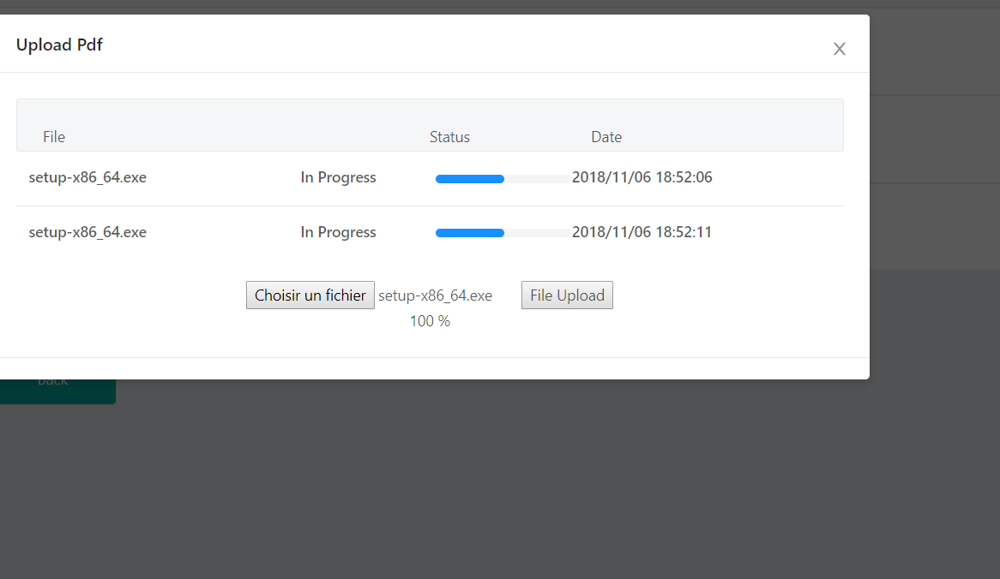 Upload Pdf
File Status Date
setup-x86_64.exe In Progress 2018/11/06 18:52:06
setup-x86_64.exe In Progress 2018/11/06 18:52:11
Choisir un fichier setup-x86_64.exe File Upload
100 %
Back